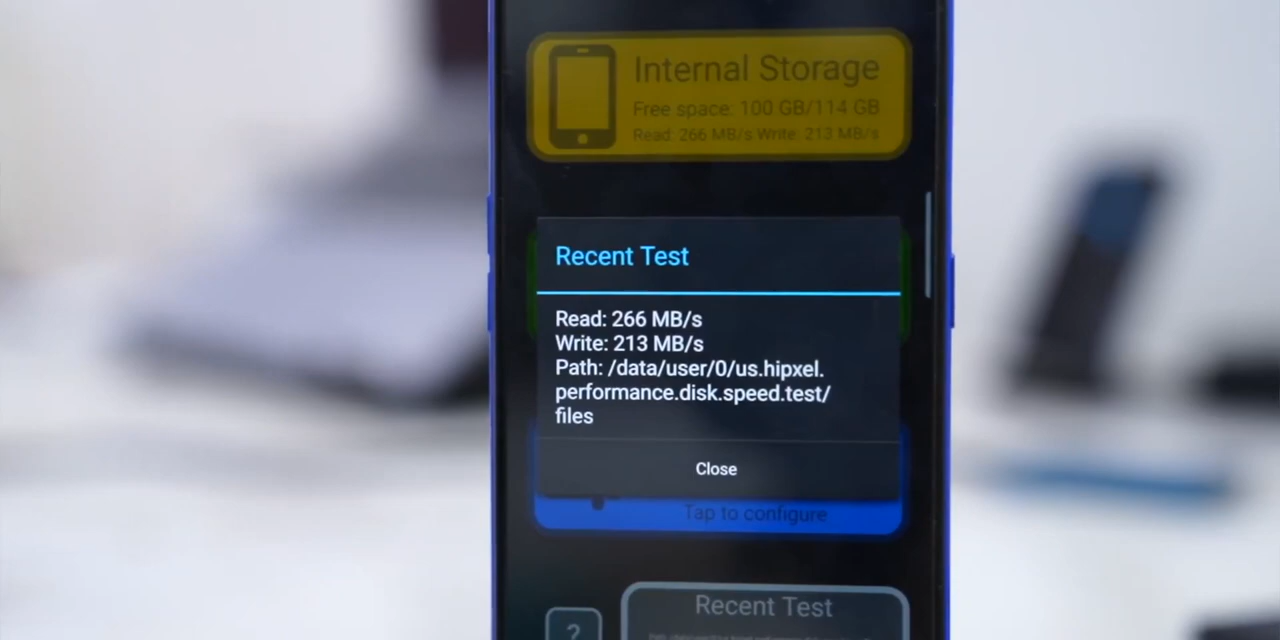 Internal Storage
Free space: 100 GB/114 GB
Read: 266 MB/s Write: 213 MB/s
Recent Test
Read: 266 MB/s
Write: 213 MB/s
Path: /data/user/0/us.hipxel.
performance.disk.speed.test/
files
Close
Tap to configure
Recent Test
?